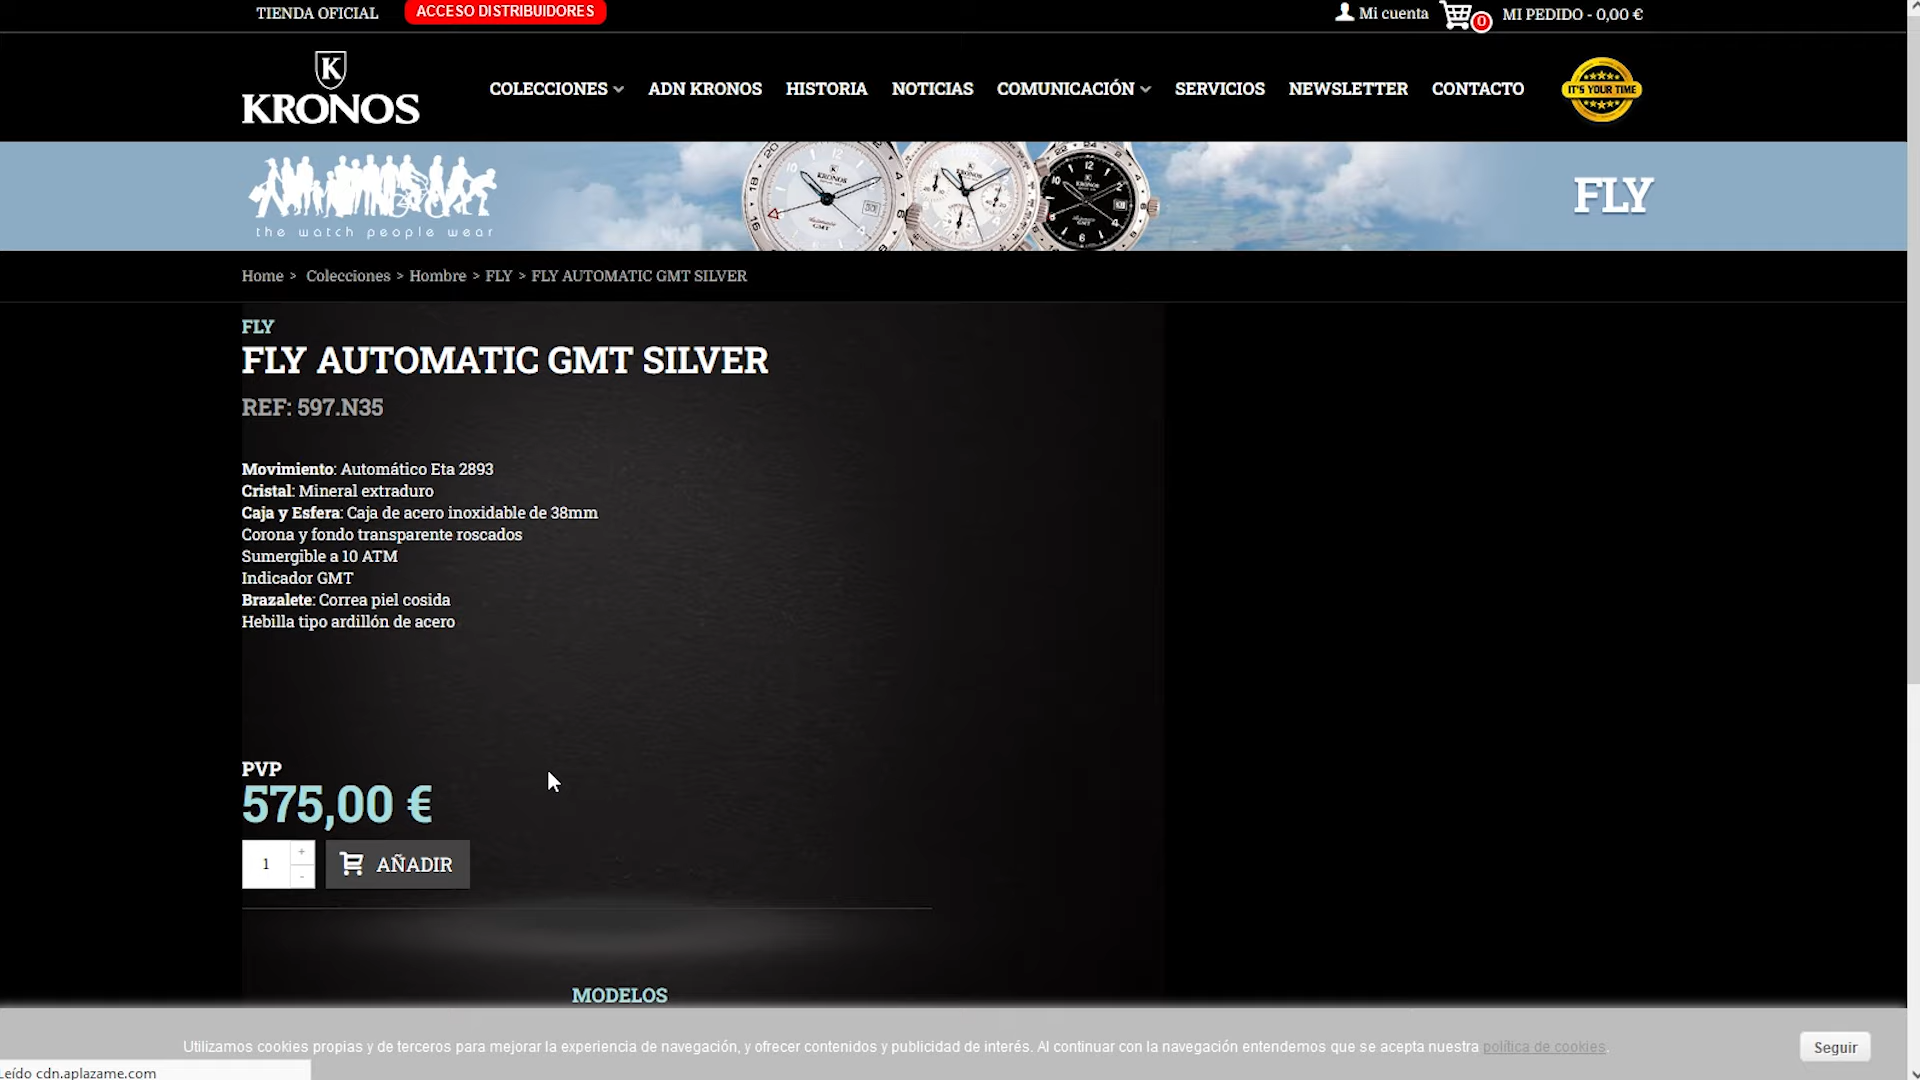 TIENDA OFICIAL
ACCESO DISTRIBUIDORES
Mi cuenta
0
MI PEDIDO - 0,00 €
K
KRONOS
COLECCIONES
ADN KRONOS
HISTORIA
NOTICIAS
COMUNICACIÓN
SERVICIOS
NEWSLETTER
CONTACTO
IT'S YOUR TIME
the watch people wear
FLY
Home > Colecciones > Hombre > FLY > FLY AUTOMATIC GMT SILVER
FLY
FLY AUTOMATIC GMT SILVER
REF: 597.N35
Movimiento: Automático Eta 2893
Cristal: Mineral extraduro
Caja y Esfera: Caja de acero inoxidable de 38mm
Corona y fondo transparente roscados
Sumergible a 10 ATM
Indicador GMT
Brazalete: Correa piel cosida
Hebilla tipo ardillón de acero
PVP
575,00 €
1
+
-
AÑADIR
MODELOS
Utilizamos cookies propias y de terceros para mejorar la experiencia de navegación, y ofrecer contenidos y publicidad de interés. Al continuar con la navegación entendemos que se acepta nuestra política de cookies.
Seguir
Leído cdn.aplazame.com